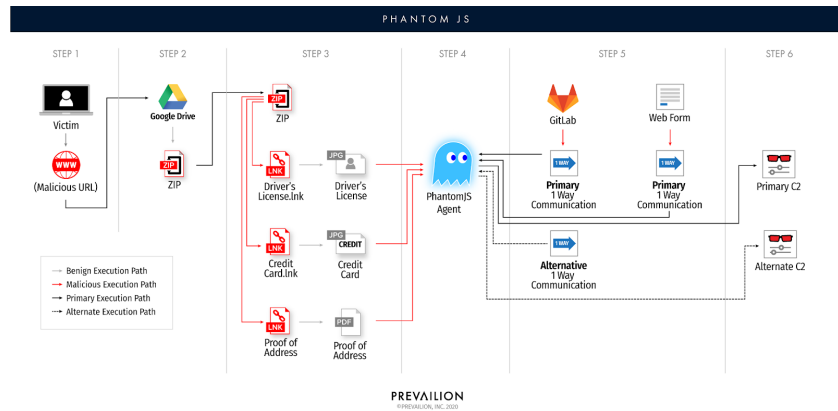 PHANTOM JS
STEP 1
STEP 2
STEP 3
STEP 4
STEP 5
STEP 6
Victim
WWW
(Malicious URL)
Google Drive
ZIP
ZIP
ZIP
LNK
Driver's
License.lnk
JPG
Driver's
License
LNK
Credit
Card.lnk
JPG
CREDIT
Credit
Card
LNK
Proof of
Address
PDF
Proof of
Address
PhantomJS
Agent
GitLab
1 WAY
Primary
1 Way
Communication
1 WAY
Alternative
1 Way
Communication
Web Form
1 WAY
Primary
1 Way
Communication
Primary C2
Alternate C2
Benign Execution Path
Malicious Execution Path
Primary Execution Path
Alternate Execution Path
PREVAILION
©PREVAILION, INC. 2020